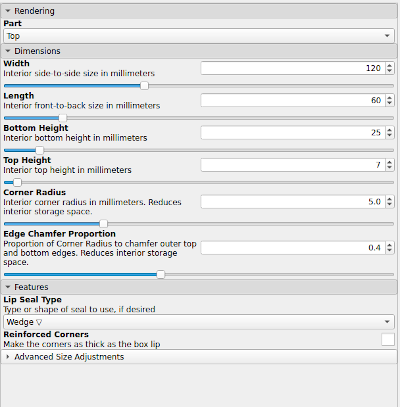 Rendering
Part
Top
Dimensions
Width
Interior side-to-side size in millimeters
120
Length
Interior front-to-back size in millimeters
60
Bottom Height
Interior bottom height in millimeters
25
Top Height
Interior top height in millimeters
7
Corner Radius
Interior corner radius in millimeters. Reduces
interior storage space.
5.0
Edge Chamfer Proportion
Proportion of Corner Radius to chamfer outer top
and bottom edges. Reduces interior storage
space.
0.4
Features
Lip Seal Type
Type or shape of seal to use, if desired
Wedge ▽
Reinforced Corners
Make the corners as thick as the box lip
Advanced Size Adjustments